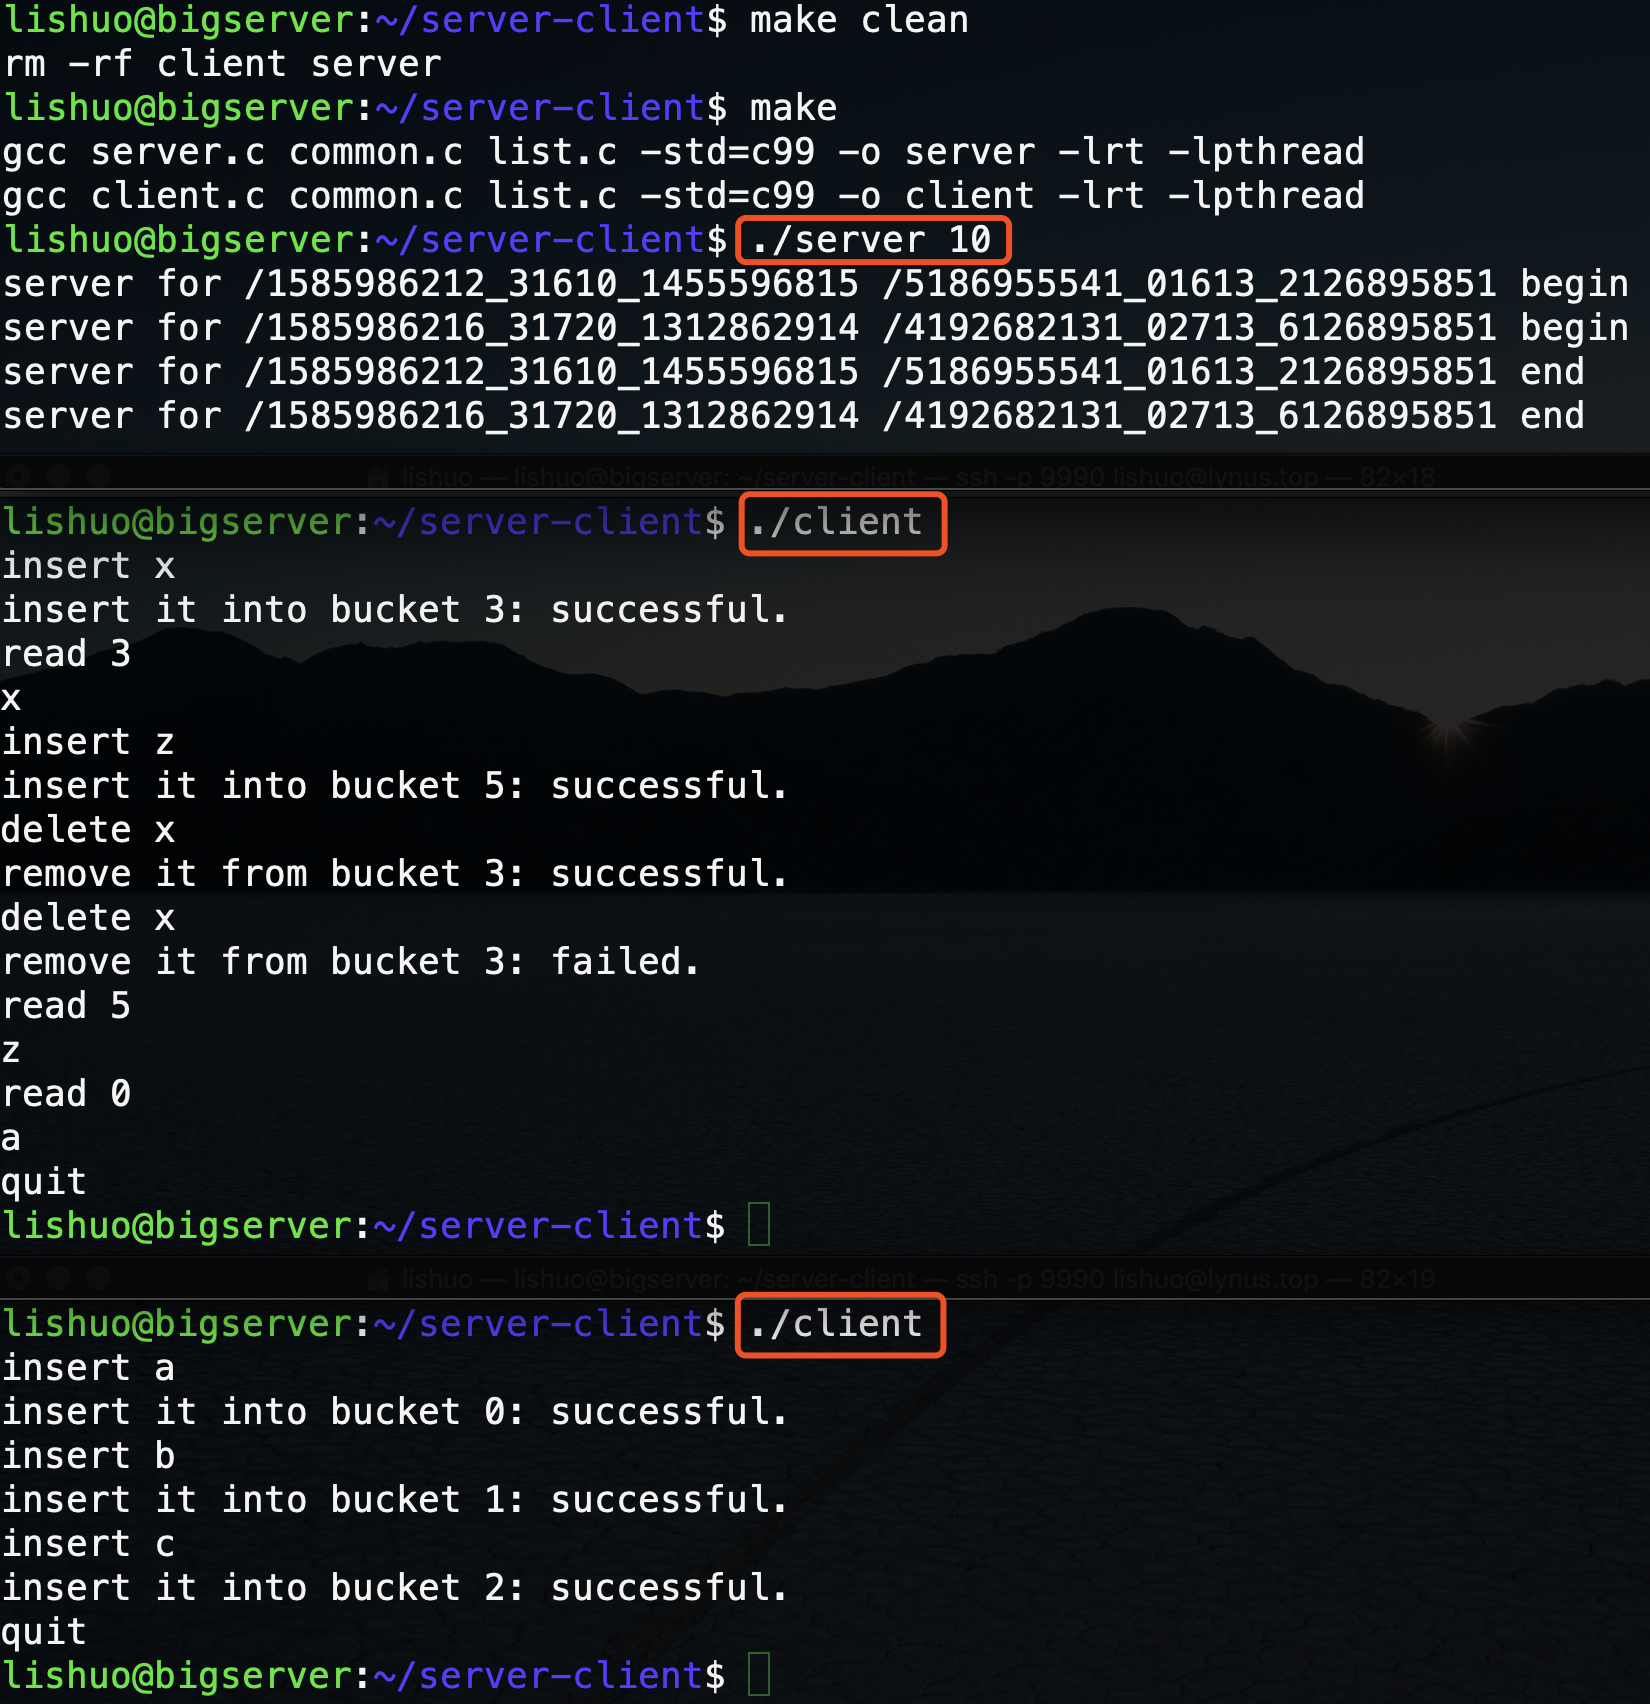 lishuo@bigserver:~/server-client$ make clean
rm -rf client server
lishuo@bigserver:~/server-client$ make
gcc server.c common.c list.c -std=c99 -o server -lrt -lpthread
gcc client.c common.c list.c -std=c99 -o client -lrt -lpthread
lishuo@bigserver:~/server-client$ ./server 10
server for /1585986212_31610_1455596815 /5186955541_01613_2126895851 begin
server for /1585986216_31720_1312862914 /4192682131_02713_6126895851 begin
server for /1585986212_31610_1455596815 /5186955541_01613_2126895851 end
server for /1585986216_31720_1312862914 /4192682131_02713_6126895851 end
lishuo — lishuo@bigserver: ~/server-client — ssh -p 9990 lishuo@lynus.top — 82×18
lishuo@bigserver:~/server-client$ ./client
insert x
insert it into bucket 3: successful.
read 3
x
insert z
insert it into bucket 5: successful.
delete x
remove it from bucket 3: successful.
delete x
remove it from bucket 3: failed.
read 5
z
read 0
a
quit
lishuo@bigserver:~/server-client$
lishuo — lishuo@bigserver: ~/server-client — ssh -p 9990 lishuo@lynus.top — 82×19
lishuo@bigserver:~/server-client$ ./client
insert a
insert it into bucket 0: successful.
insert b
insert it into bucket 1: successful.
insert c
insert it into bucket 2: successful.
quit
lishuo@bigserver:~/server-client$